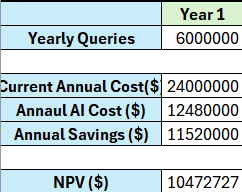 Year 1
Yearly Queries 6000000
Current Annual Cost($ 24000000
Annaul AI Cost ($) 12480000
Annual Savings ($) 11520000
NPV ($) 10472727